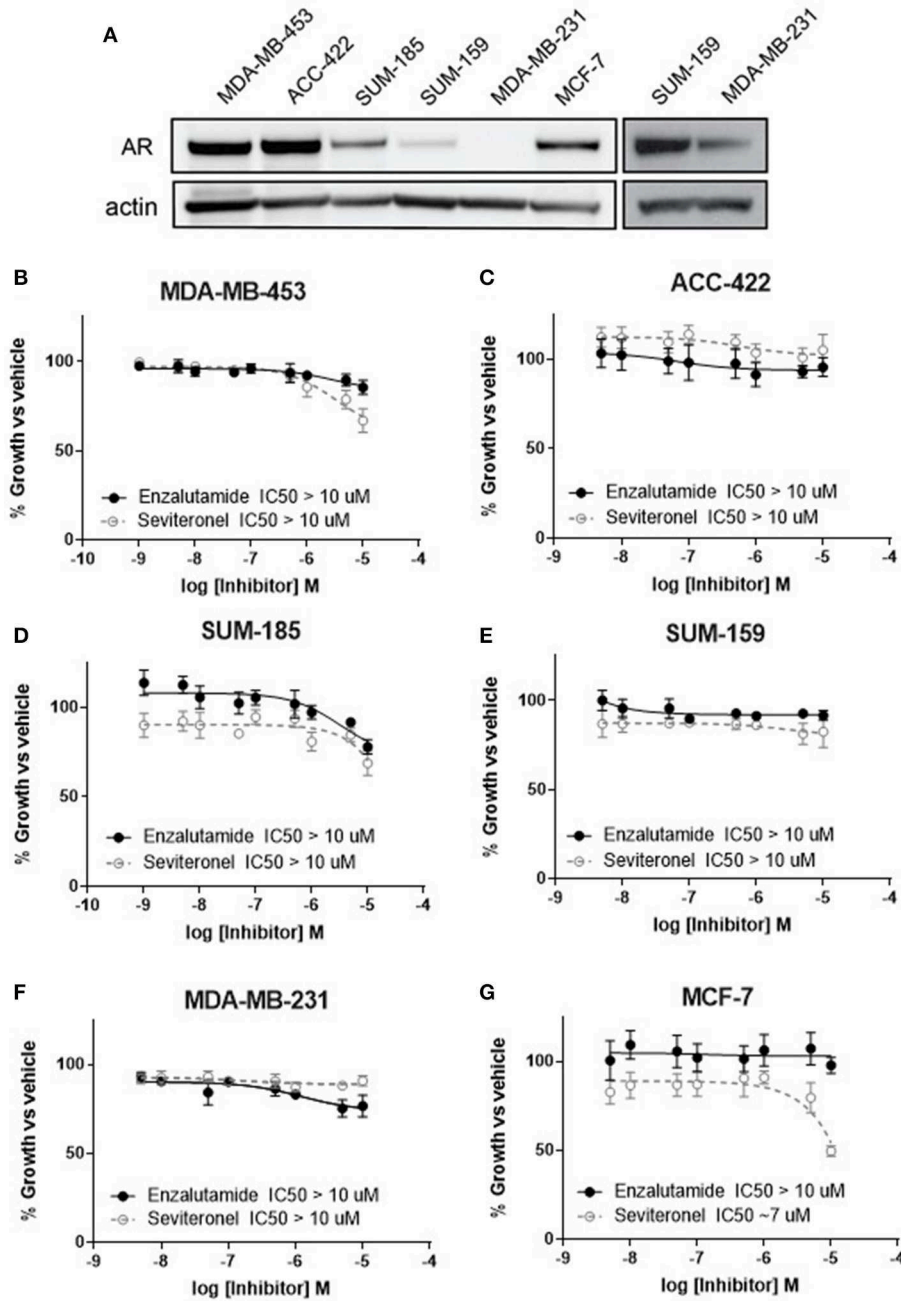 A
MDA-MB-453
ACC-422
SUM-185
SUM-159
MDA-MB-231
MCF-7
SUM-159
MDA-MB-231
AR
actin
B
MDA-MB-453
% Growth vs vehicle
100
50
0
Enzalutamide IC50 > 10 uM
Seviteronel IC50 > 10 uM
-10 -9 -8 -7 -6 -5 -4
log [Inhibitor] M
C
ACC-422
% Growth vs vehicle
100
50
0
Enzalutamide IC50 > 10 uM
Seviteronel IC50 > 10 uM
-9 -8 -7 -6 -5 -4
log [Inhibitor] M
D
SUM-185
% Growth vs vehicle
100
50
0
Enzalutamide IC50 > 10 uM
Seviteronel IC50 > 10 uM
-10 -9 -8 -7 -6 -5 -4
log [Inhibitor] M
E
SUM-159
% Growth vs vehicle
100
50
0
Enzalutamide IC50 > 10 uM
Seviteronel IC50 > 10 uM
-9 -8 -7 -6 -5 -4
log [Inhibitor] M
F
MDA-MB-231
% Growth vs vehicle
100
50
0
Enzalutamide IC50 > 10 uM
Seviteronel IC50 > 10 uM
-9 -8 -7 -6 -5 -4
log [Inhibitor] M
G
MCF-7
% Growth vs vehicle
100
50
0
Enzalutamide IC50 > 10 uM
Seviteronel IC50 ~7 uM
-9 -8 -7 -6 -5 -4
log [Inhibitor] M